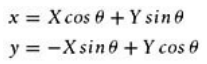 x = X cos θ + Y sin θ
y = −X sin θ + Y cos θ